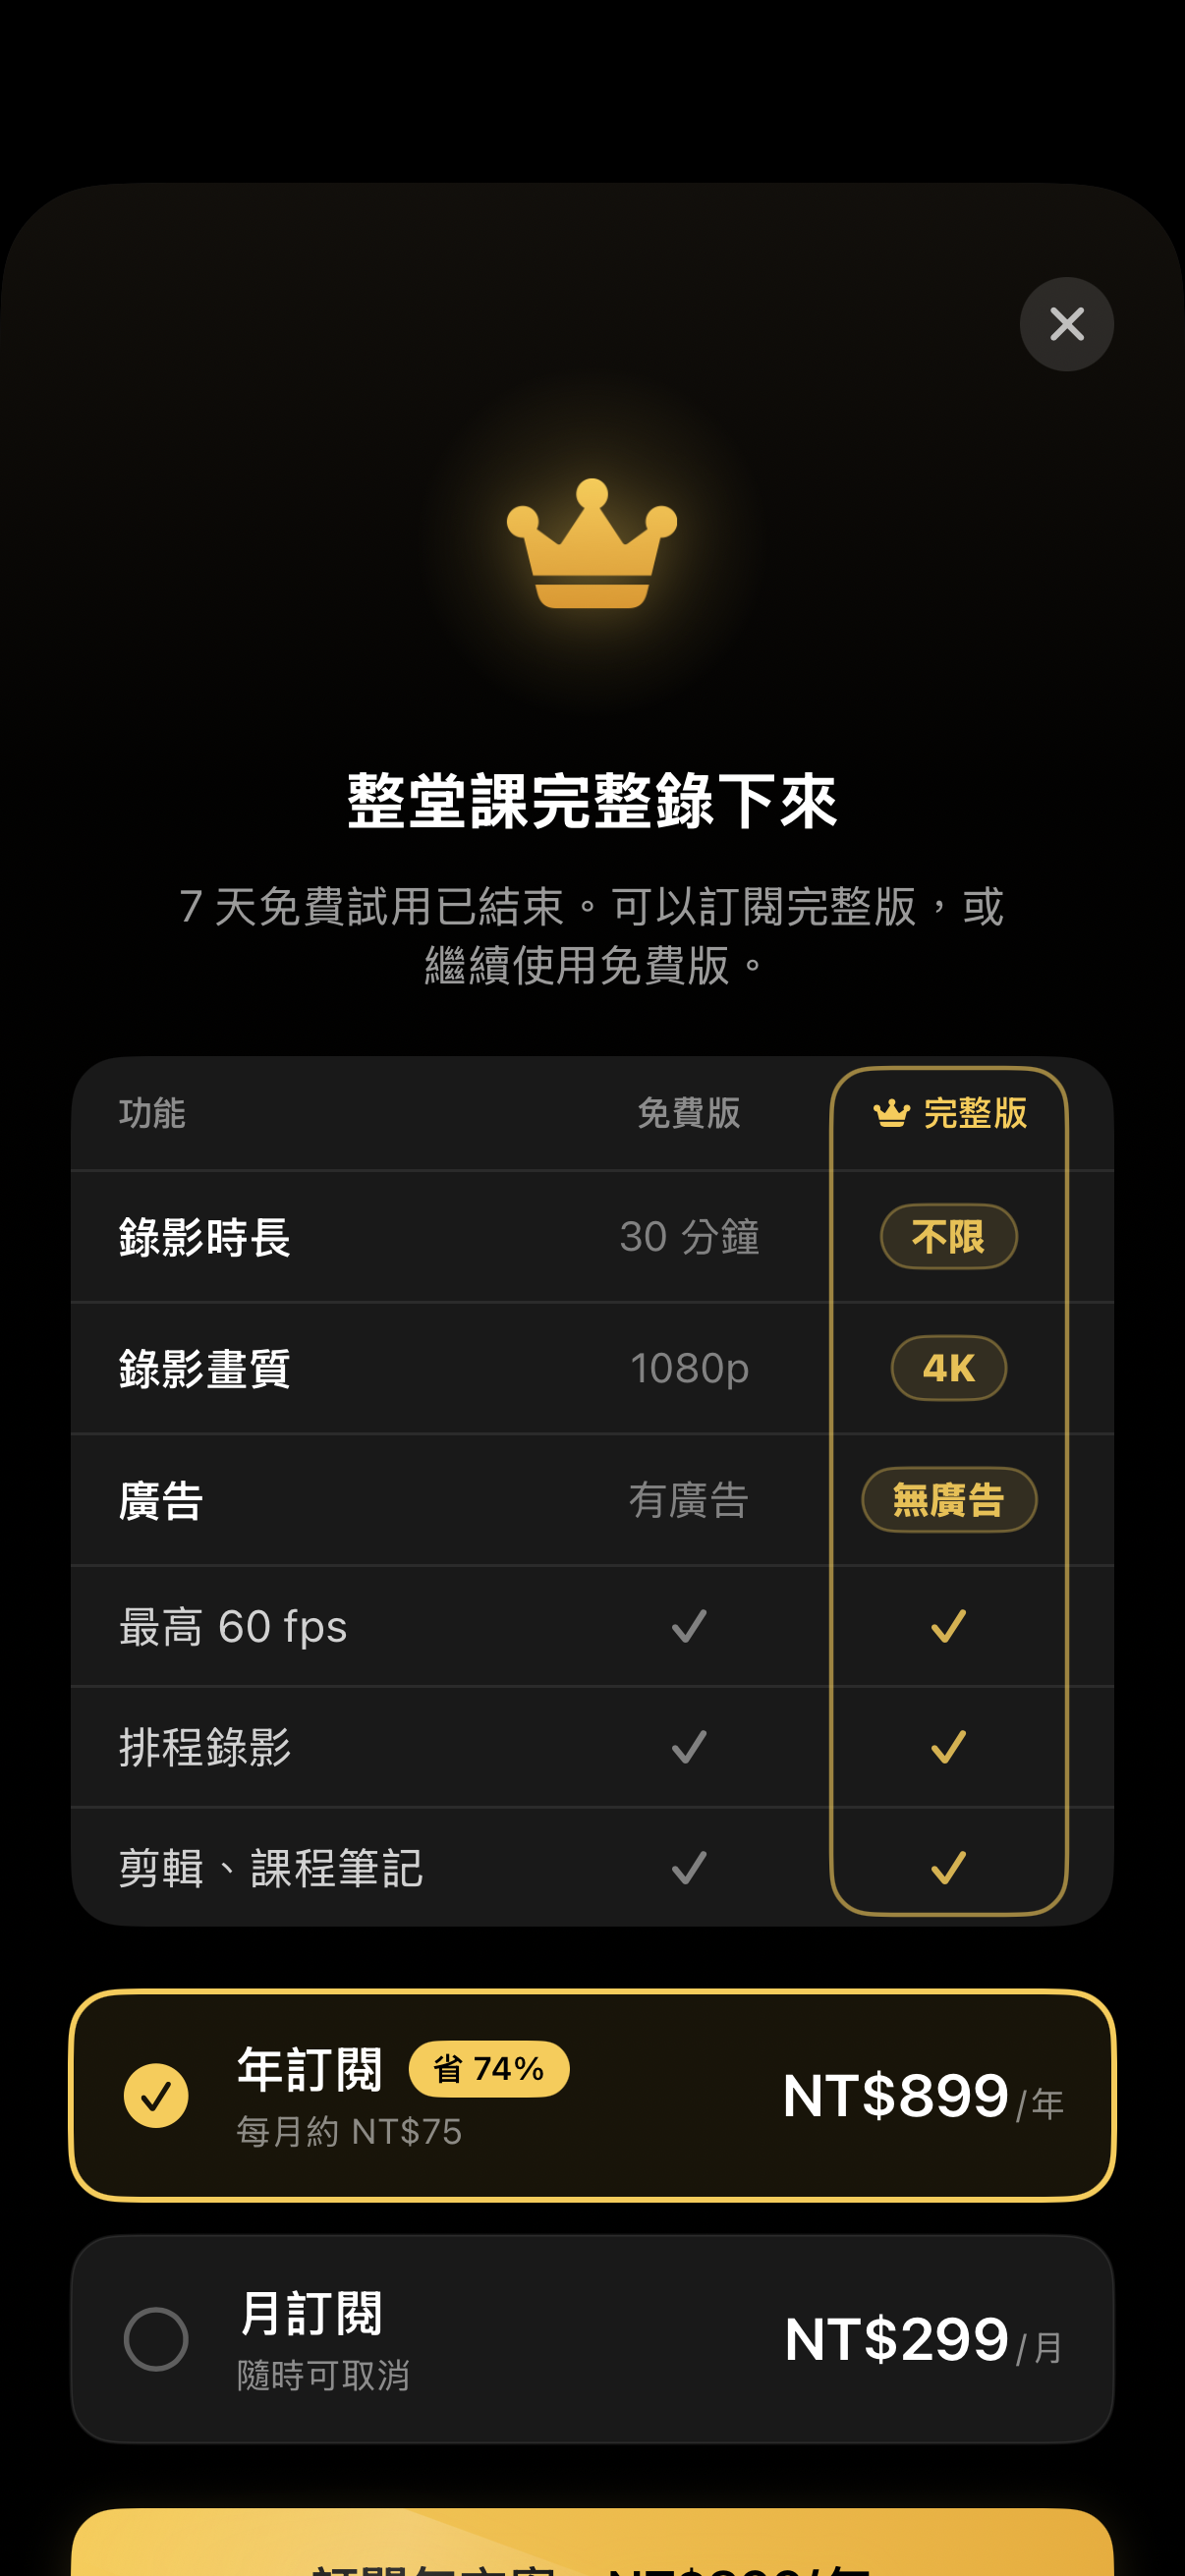 整堂課完整錄下來
7 天免費試用已結束。可以訂閱完整版，或
繼續使用免費版。
功能 免費版 完整版
錄影時長 30 分鐘 不限
錄影畫質 1080p 4K
廣告 有廣告 無廣告
最高 60 fps
排程錄影
剪輯、課程筆記
年訂閱 省 74%
每月約 NT$75
NT$899/年
月訂閱
隨時可取消
NT$299/月